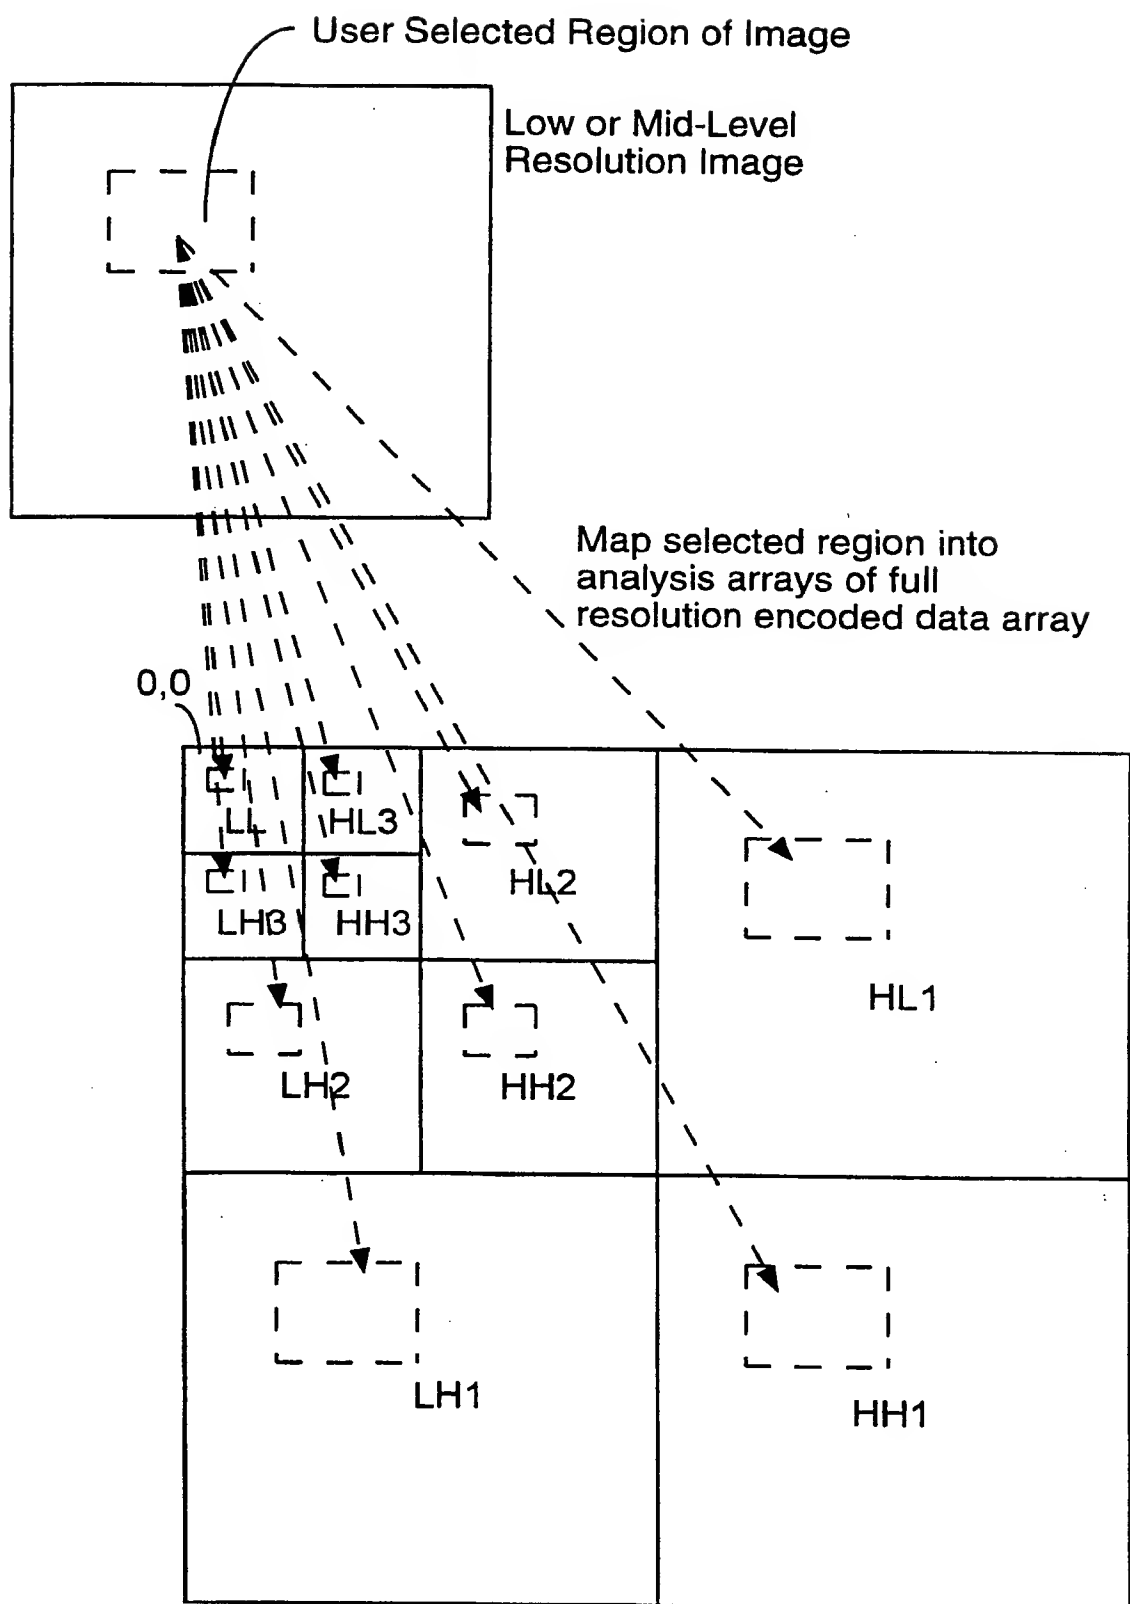 User Selected Region of Image
Low or Mid-Level
Resolution Image
Map selected region into
analysis arrays of full
resolution encoded data array
0,0
LL
HL3
HL2
LH3
HH3
HL1
LH2
HH2
LH1
HH1